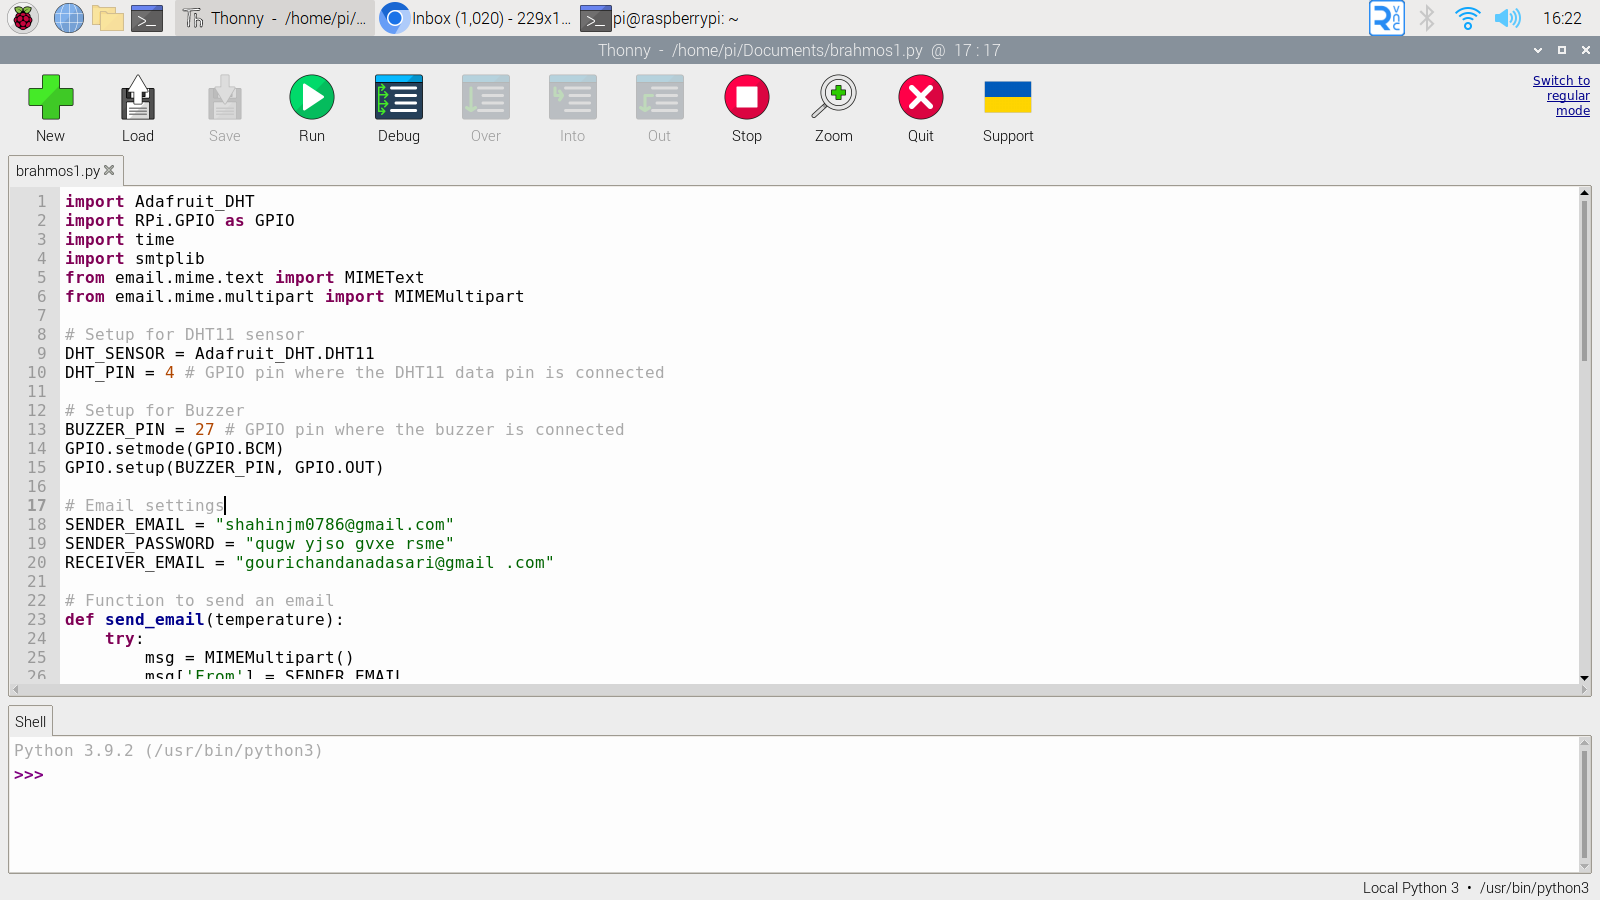 Thonny - /home/pi/...
Inbox (1,020) - 229x1...
pi@raspberrypi: ~
VNC
16:22
Thonny - /home/pi/Documents/brahmos1.py @ 17:17
New
Load
Save
Run
Debug
Over
Into
Out
Stop
Zoom
Quit
Support
Switch to
regular
mode
brahmos1.py
1 import Adafruit_DHT
2 import RPi.GPIO as GPIO
3 import time
4 import smtplib
5 from email.mime.text import MIMEText
6 from email.mime.multipart import MIMEMultipart
7
8 # Setup for DHT11 sensor
9 DHT_SENSOR = Adafruit_DHT.DHT11
10 DHT_PIN = 4 # GPIO pin where the DHT11 data pin is connected
11
12 # Setup for Buzzer
13 BUZZER_PIN = 27 # GPIO pin where the buzzer is connected
14 GPIO.setmode(GPIO.BCM)
15 GPIO.setup(BUZZER_PIN, GPIO.OUT)
16
17 # Email settings
18 SENDER_EMAIL = "shahinjm0786@gmail.com"
19 SENDER_PASSWORD = "qugw yjso gvxe rsme"
20 RECEIVER_EMAIL = "gourichandanadasari@gmail .com"
21
22 # Function to send an email
23 def send_email(temperature):
24     try:
25         msg = MIMEMultipart()
26         msg['From'] = SENDER_EMAIL
Shell
Python 3.9.2 (/usr/bin/python3)
>>>
Local Python 3 • /usr/bin/python3